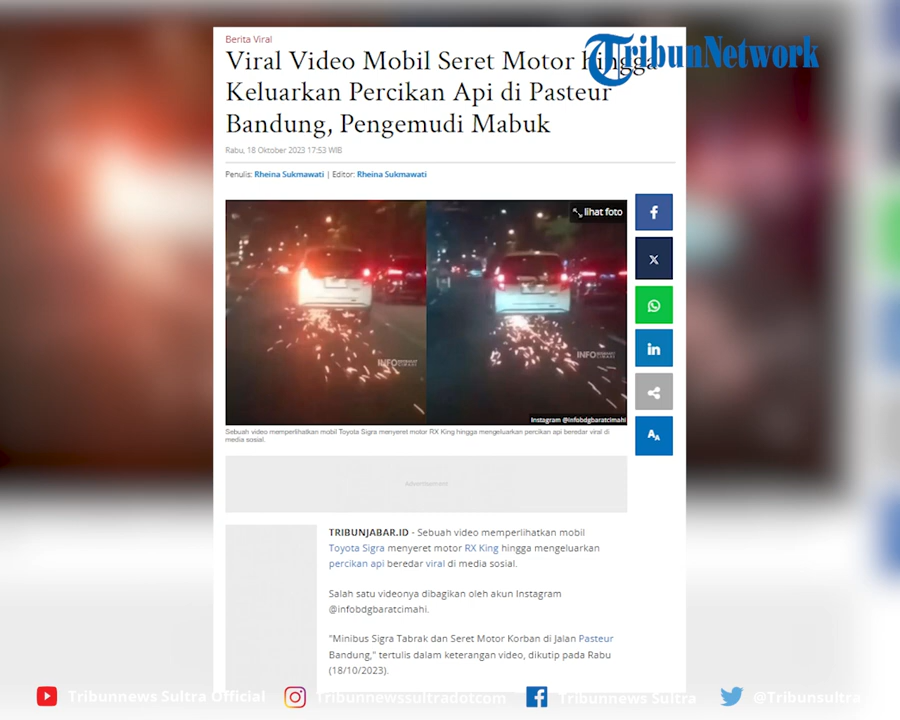 Berita Viral
TribunNetwork
Viral Video Mobil Seret Motor hingga
Keluarkan Percikan Api di Pasteur
Bandung, Pengemudi Mabuk
Rabu, 18 Oktober 2023 17:53 WIB
Penulis: Rheina Sukmawati | Editor: Rheina Sukmawati
lihat foto
INFO
INFO
Instagram @infobdgbaratcimahi
Sebuah video memperlihatkan mobil Toyota Sigra menyeret motor RX King hingga mengeluarkan percikan api beredar viral di
media sosial.
Advertisement
TRIBUNJABAR.ID - Sebuah video memperlihatkan mobil
Toyota Sigra menyeret motor RX King hingga mengeluarkan
percikan api beredar viral di media sosial.
Salah satu videonya dibagikan oleh akun Instagram
@infobdgbaratcimahi.
"Minibus Sigra Tabrak dan Seret Motor Korban di Jalan Pasteur
Bandung," tertulis dalam keterangan video, dikutip pada Rabu
(18/10/2023).
Tribunnews Sultra Official
Tribunnewssultradotcom
Tribunnews Sultra
@Tribunsultra